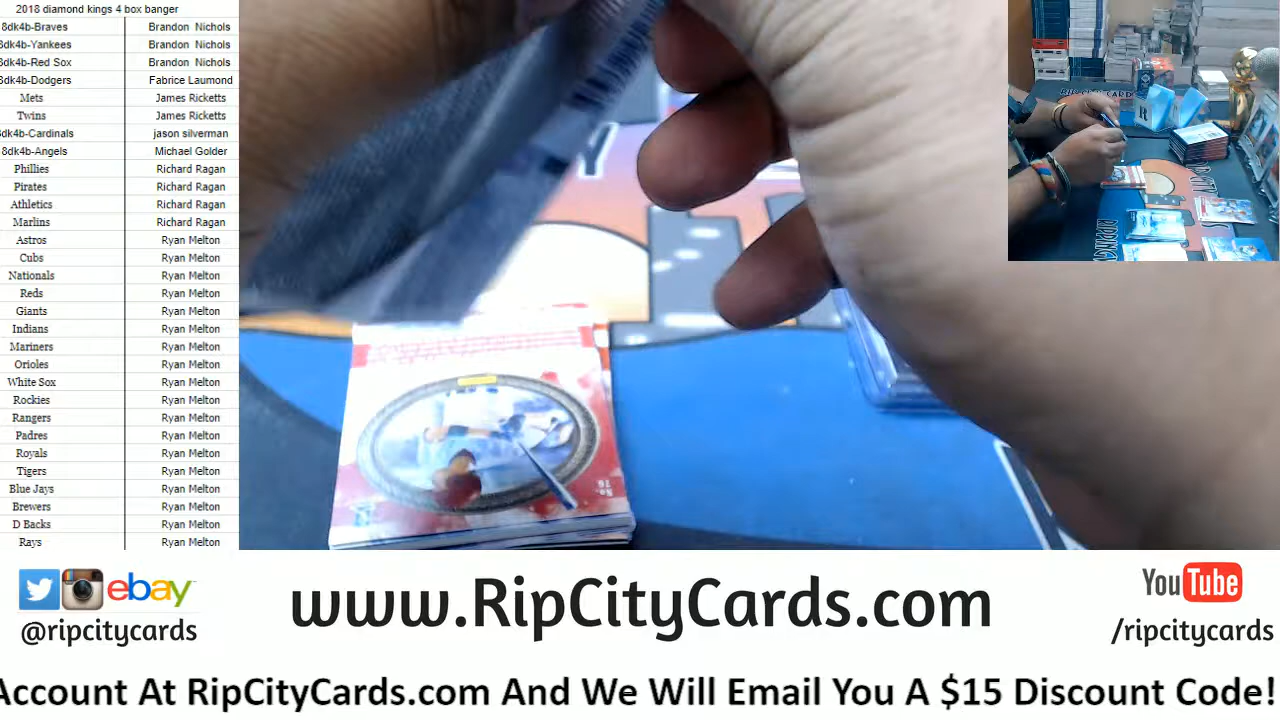 2018 diamond kings 4 box banger
8dk4b-Braves Brandon Nichols
8dk4b-Yankees Brandon Nichols
8dk4b-Red Sox Brandon Nichols
8dk4b-Dodgers Fabrice Laumond
Mets James Ricketts
Twins James Ricketts
8dk4b-Cardinals jason silverman
8dk4b-Angels Michael Golder
Phillies Richard Ragan
Pirates Richard Ragan
Athletics Richard Ragan
Marlins Richard Ragan
Astros Ryan Melton
Cubs Ryan Melton
Nationals Ryan Melton
Reds Ryan Melton
Giants Ryan Melton
Indians Ryan Melton
Mariners Ryan Melton
Orioles Ryan Melton
White Sox Ryan Melton
Rockies Ryan Melton
Rangers Ryan Melton
Padres Ryan Melton
Royals Ryan Melton
Tigers Ryan Melton
Blue Jays Ryan Melton
Brewers Ryan Melton
D Backs Ryan Melton
Rays Ryan Melton
ebay
@ripcitycards
www.RipCityCards.com
YouTube
/ripcitycards
Account At RipCityCards.com And We Will Email You A $15 Discount Code!